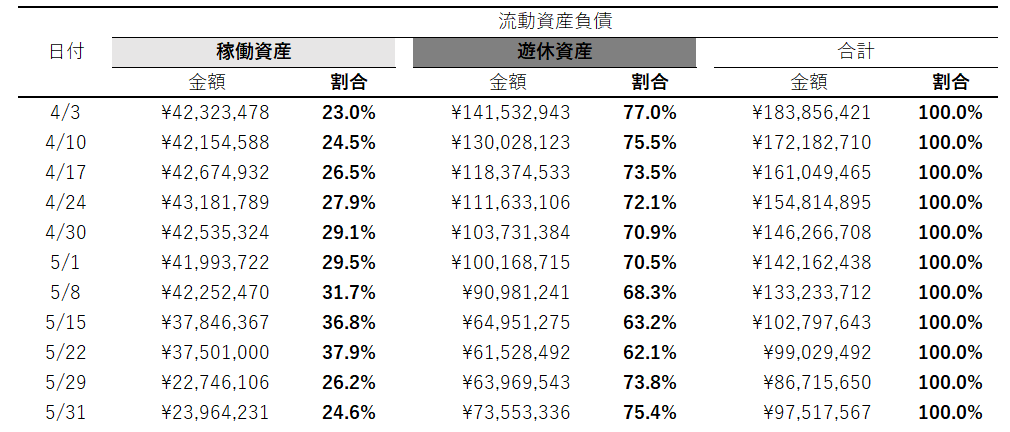 流動資産負債
日付 稼働資産 遊休資産 合計
金額 割合 金額 割合 金額 割合
4/3 ¥42,323,478 23.0% ¥141,532,943 77.0% ¥183,856,421 100.0%
4/10 ¥42,154,588 24.5% ¥130,028,123 75.5% ¥172,182,710 100.0%
4/17 ¥42,674,932 26.5% ¥118,374,533 73.5% ¥161,049,465 100.0%
4/24 ¥43,181,789 27.9% ¥111,633,106 72.1% ¥154,814,895 100.0%
4/30 ¥42,535,324 29.1% ¥103,731,384 70.9% ¥146,266,708 100.0%
5/1 ¥41,993,722 29.5% ¥100,168,715 70.5% ¥142,162,438 100.0%
5/8 ¥42,252,470 31.7% ¥90,981,241 68.3% ¥133,233,712 100.0%
5/15 ¥37,846,367 36.8% ¥64,951,275 63.2% ¥102,797,643 100.0%
5/22 ¥37,501,000 37.9% ¥61,528,492 62.1% ¥99,029,492 100.0%
5/29 ¥22,746,106 26.2% ¥63,969,543 73.8% ¥86,715,650 100.0%
5/31 ¥23,964,231 24.6% ¥73,553,336 75.4% ¥97,517,567 100.0%